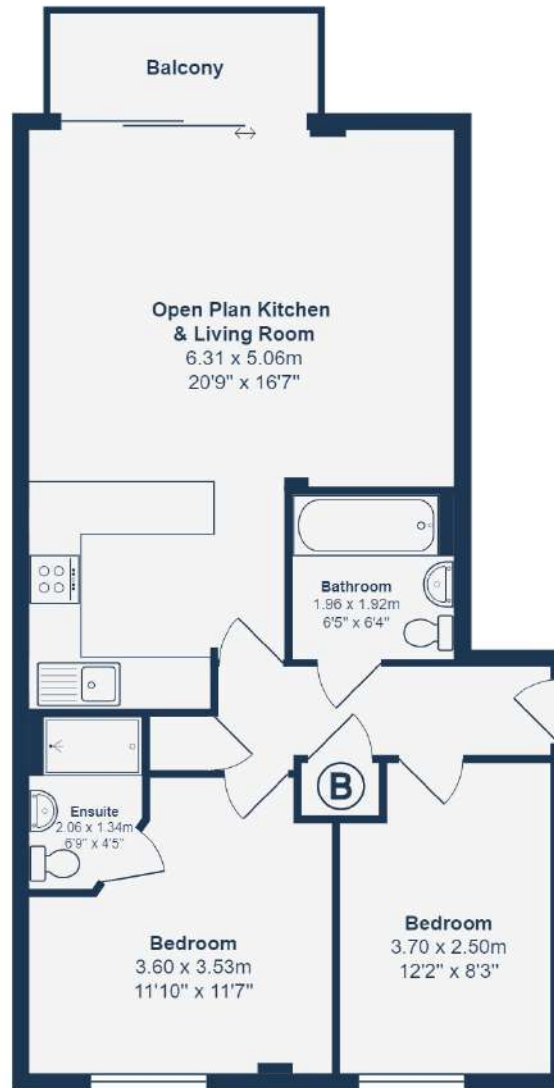 Balcony
Open Plan Kitchen
& Living Room
6.31 x 5.06m
20'9" x 16'7"
Bathroom
1.96 x 1.92m
6'5" x 6'4"
B
Ensuite
2.06 x 1.34m
6'9" x 4'5"
Bedroom
3.60 x 3.53m
11'10" x 11'7"
Bedroom
3.70 x 2.50m
12'2" x 8'3"